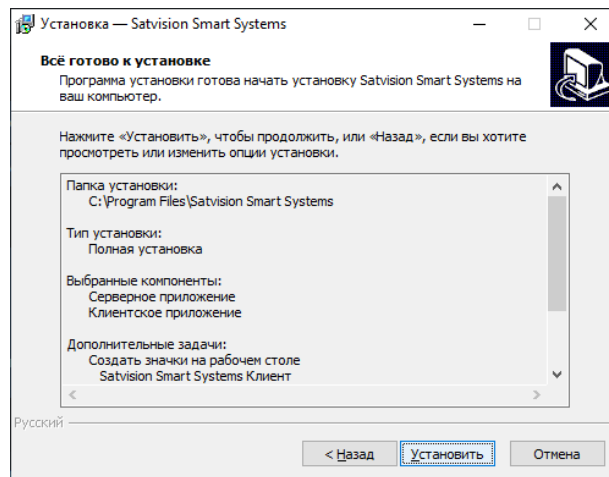 Установка — Satvision Smart Systems
Всё готово к установке
Программа установки готова начать установку Satvision Smart Systems на
ваш компьютер.
Нажмите «Установить», чтобы продолжить, или «Назад», если вы хотите
просмотреть или изменить опции установки.
Папка установки:
C:\Program Files\Satvision Smart Systems
Тип установки:
Полная установка
Выбранные компоненты:
Серверное приложение
Клиентское приложение
Дополнительные задачи:
Создать значки на рабочем столе
Satvision Smart Systems Клиент
Русский
< Назад Установить Отмена